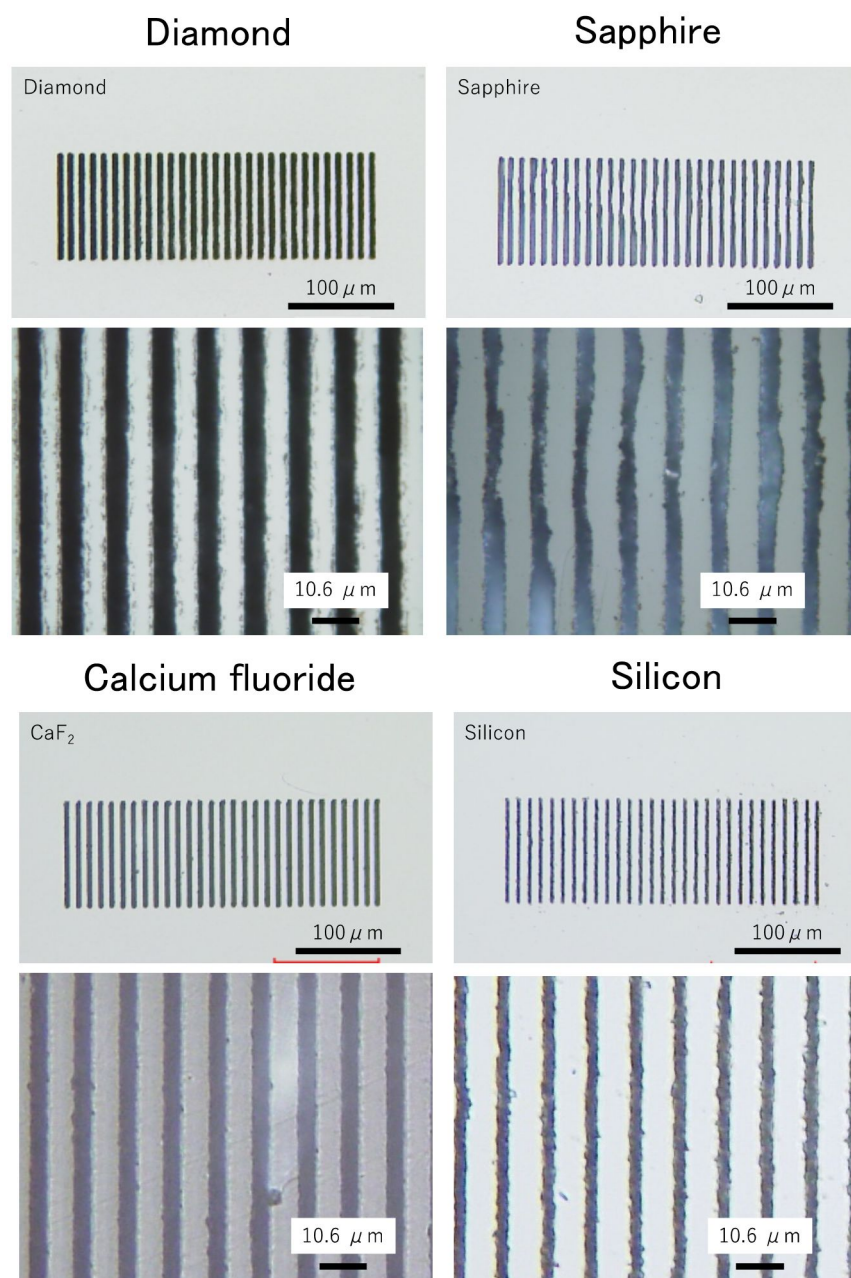 Diamond
Sapphire
Diamond
Sapphire
100 μm
100 μm
10.6 μm
10.6 μm
Calcium fluoride
Silicon
CaF₂
Silicon
100 μm
100 μm
10.6 μm
10.6 μm